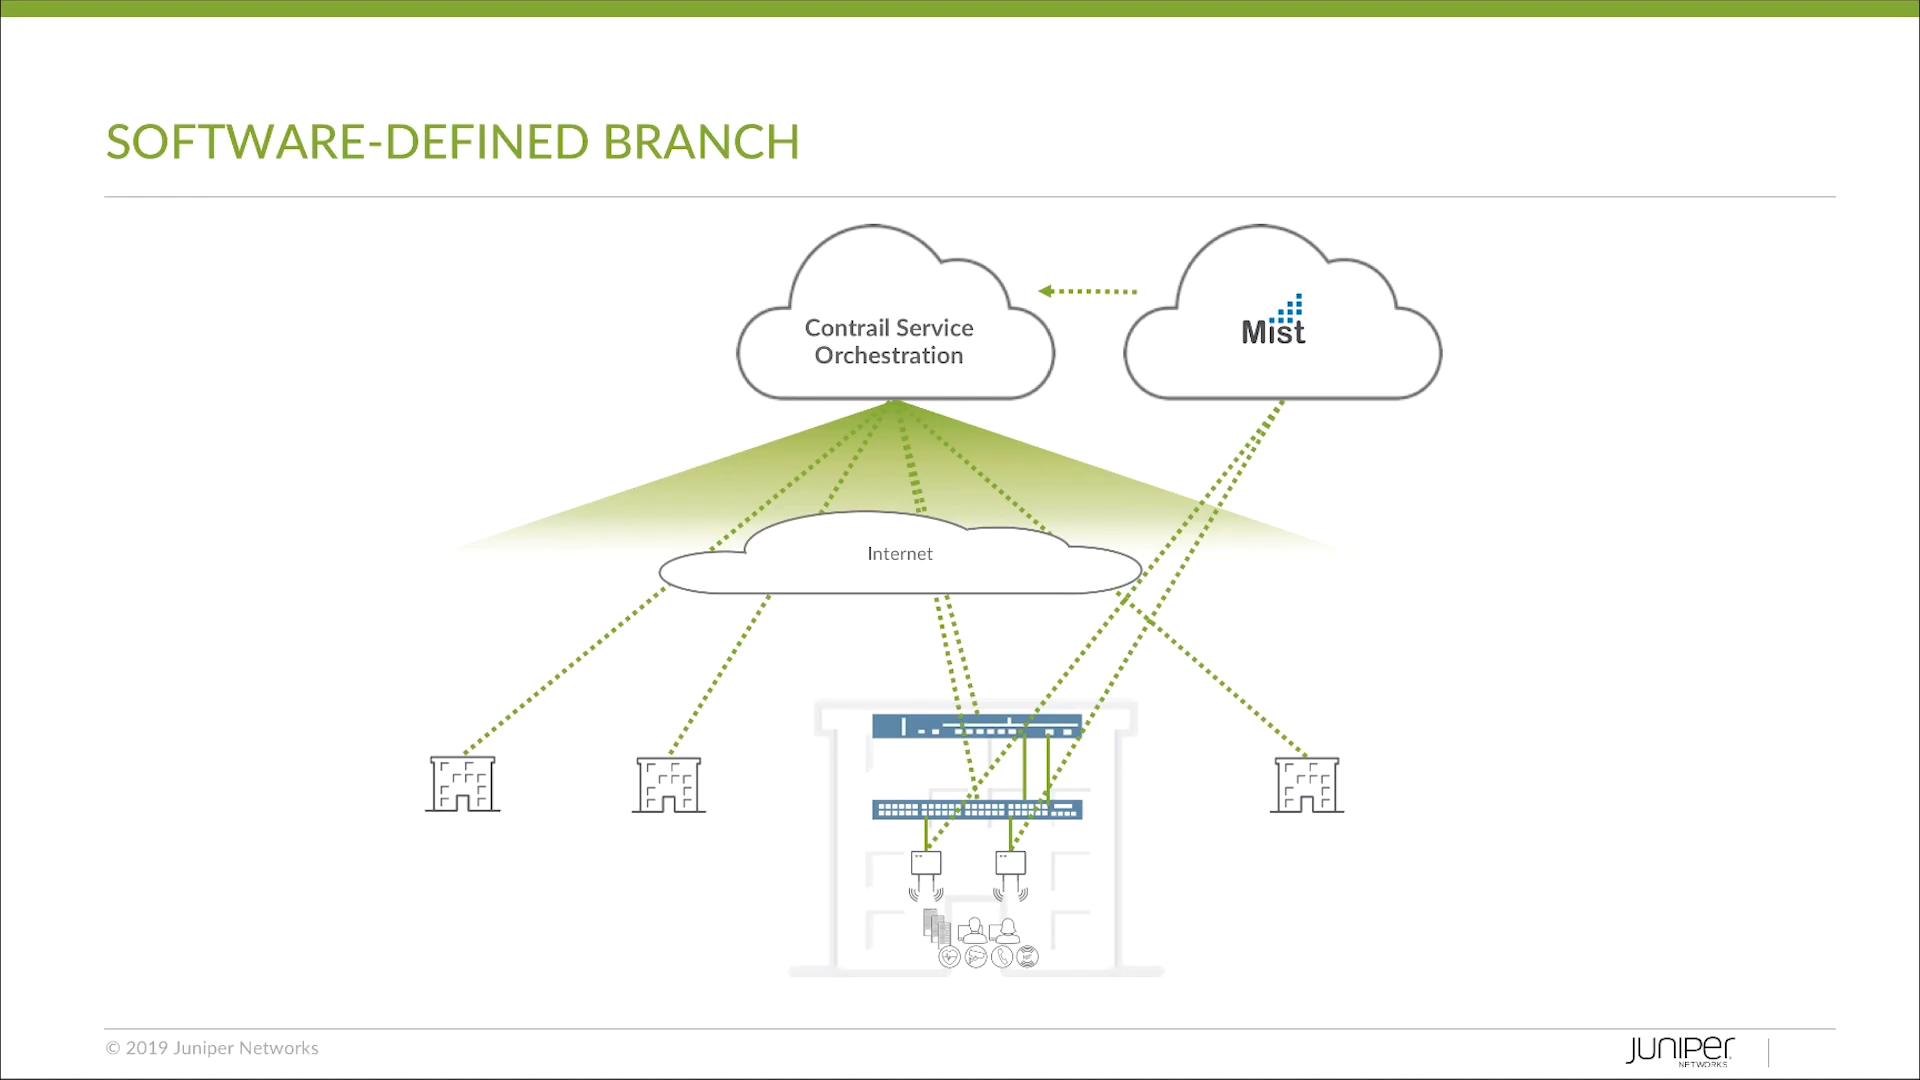 SOFTWARE-DEFINED BRANCH
Contrail Service
Orchestration
Mist
Internet
© 2019 Juniper Networks
JUNIPER
NETWORKS